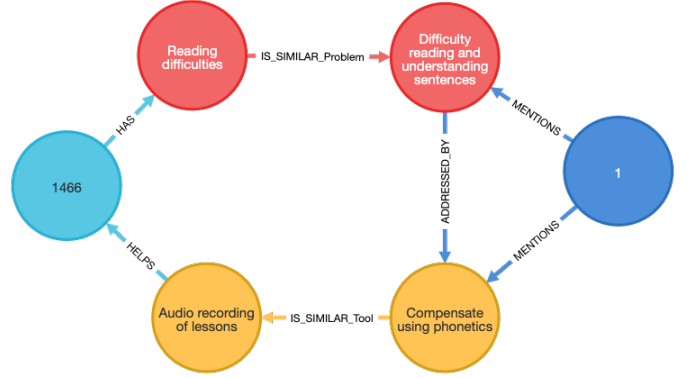 Reading
difficulties
IS_SIMILAR_Problem
Difficulty
reading and
understanding
sentences
HAS
MENTIONS
1466
ADDRESSED_BY
1
HELPS
MENTIONS
Audio recording
of lessons
IS_SIMILAR_Tool
Compensate
using phonetics